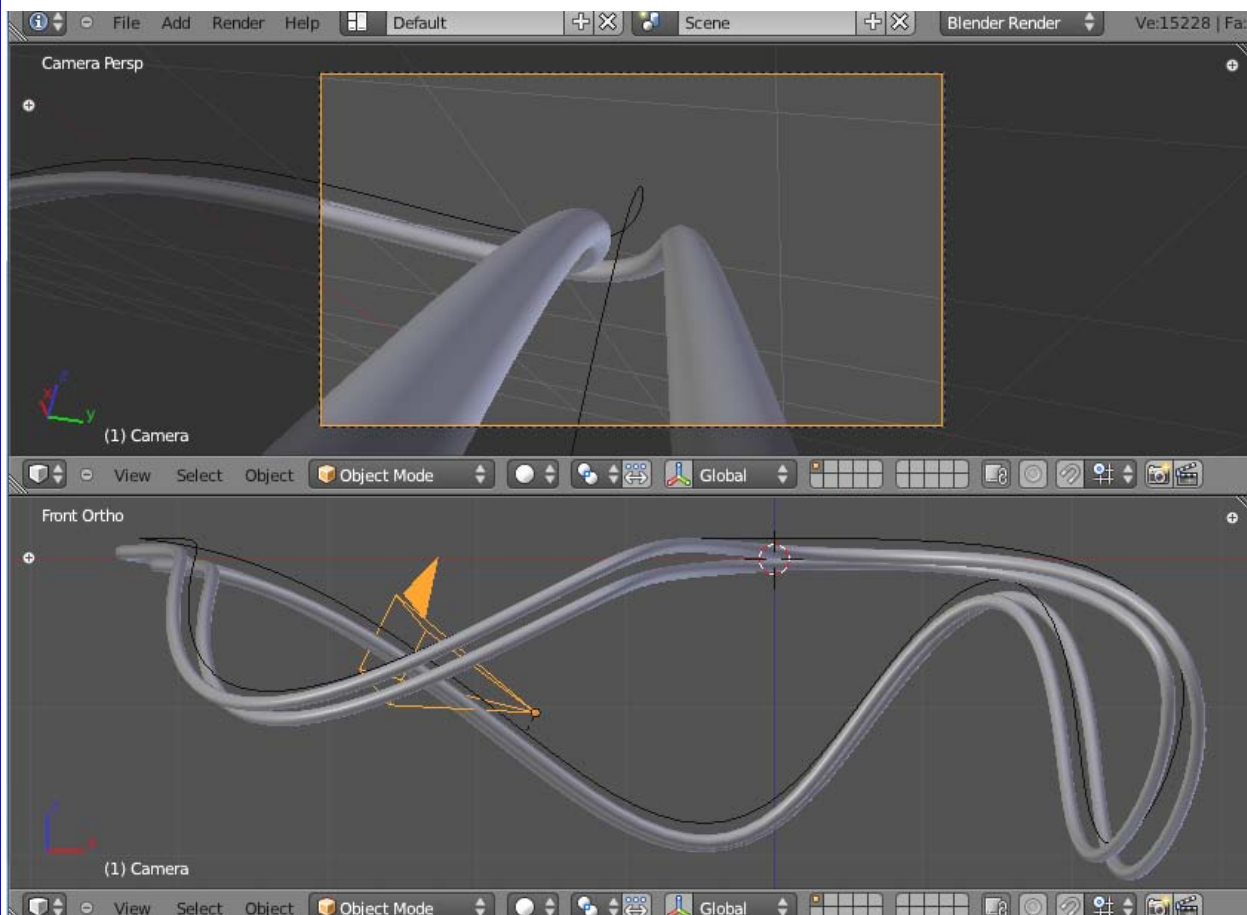 File Add Render Help Default Scene Blender Render Ve:15228 | Fa:
Camera Persp
z
x
y
(1) Camera
View Select Object Object Mode Global
Front Ortho
(1) Camera
View Select Object Object Mode Global